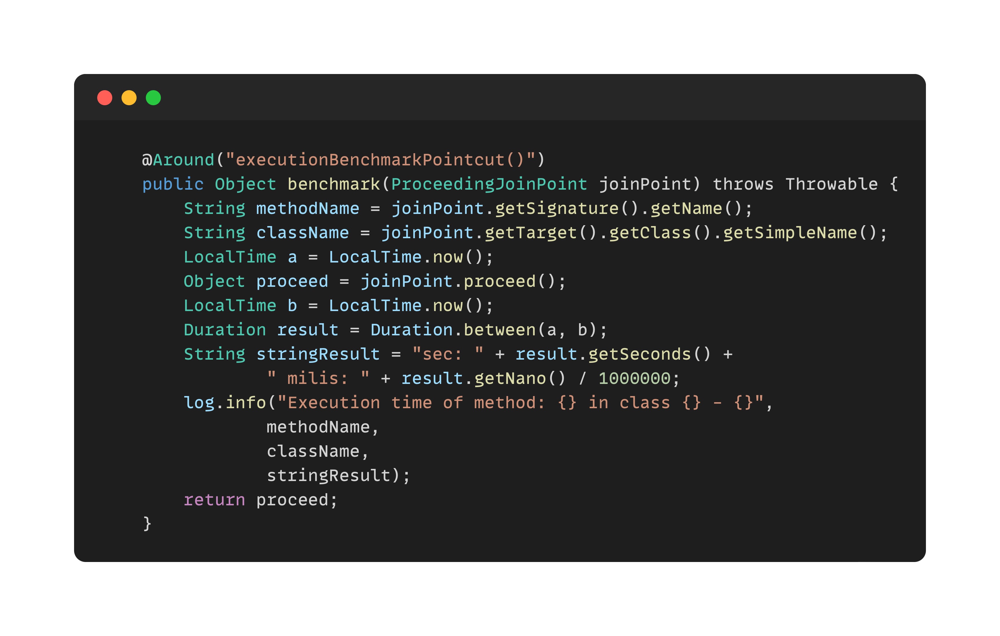 @Around("executionBenchmarkPointcut()")
public Object benchmark(ProceedingJoinPoint joinPoint) throws Throwable {
    String methodName = joinPoint.getSignature().getName();
    String className = joinPoint.getTarget().getClass().getSimpleName();
    LocalTime a = LocalTime.now();
    Object proceed = joinPoint.proceed();
    LocalTime b = LocalTime.now();
    Duration result = Duration.between(a, b);
    String stringResult = "sec: " + result.getSeconds() +
            " milis: " + result.getNano() / 1000000;
    log.info("Execution time of method: {} in class {} - {}",
            methodName,
            className,
            stringResult);
    return proceed;
}